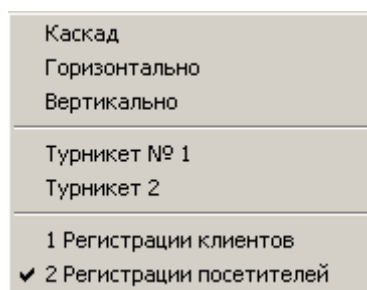 Каскад
Горизонтально
Вертикально
Турникет № 1
Турникет 2
1 Регистрации клиентов
2 Регистрации посетителей